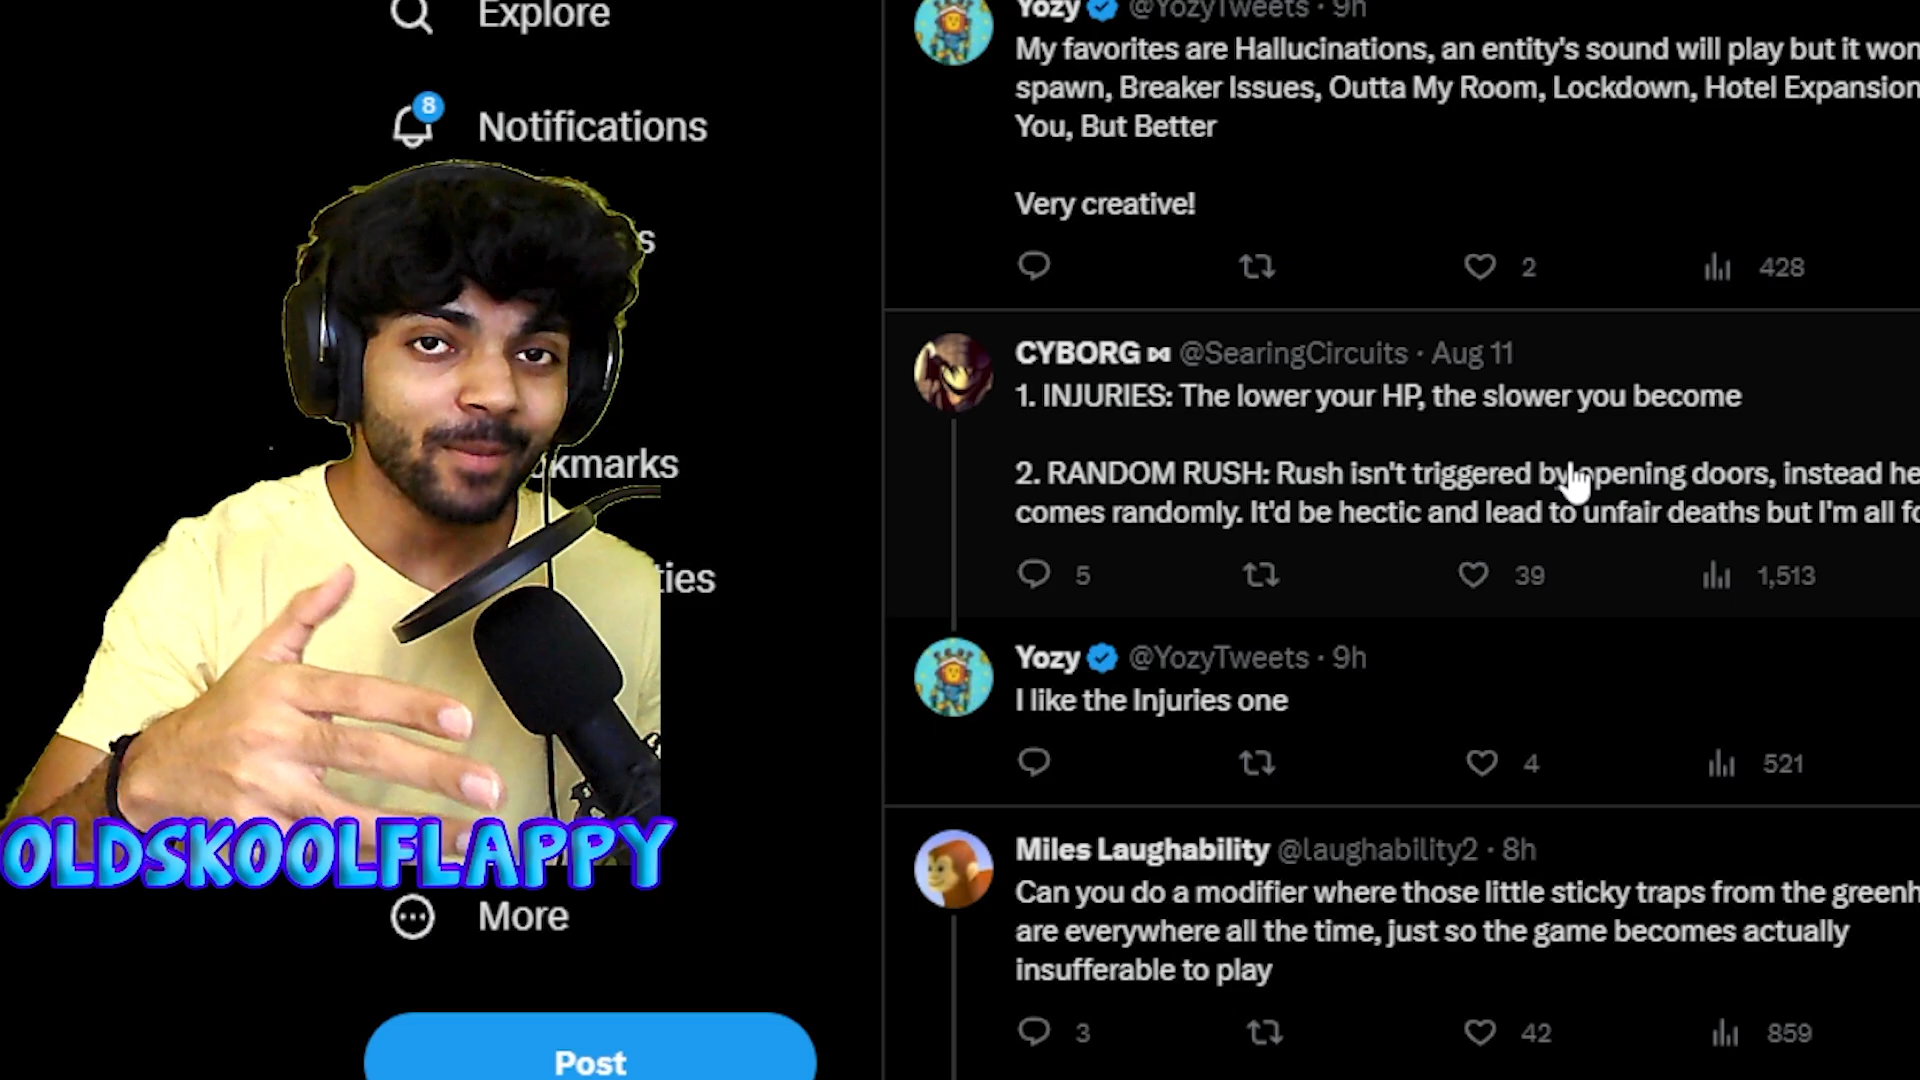 Explore
8
Notifications
s
okmarks
ties
OLDSKOOLFLAPPY
More
Post
Yozy @YozyTweets · 9h
My favorites are Hallucinations, an entity's sound will play but it won
spawn, Breaker Issues, Outta My Room, Lockdown, Hotel Expansion
You, But Better
Very creative!
2 428
CYBORG ⋈ @SearingCircuits · Aug 11
1. INJURIES: The lower your HP, the slower you become
2. RANDOM RUSH: Rush isn't triggered by opening doors, instead he
comes randomly. It'd be hectic and lead to unfair deaths but I'm all fo
5 39 1,513
Yozy @YozyTweets · 9h
I like the Injuries one
4 521
Miles Laughability @laughability2 · 8h
Can you do a modifier where those little sticky traps from the greenh
are everywhere all the time, just so the game becomes actually
insufferable to play
3 42 859